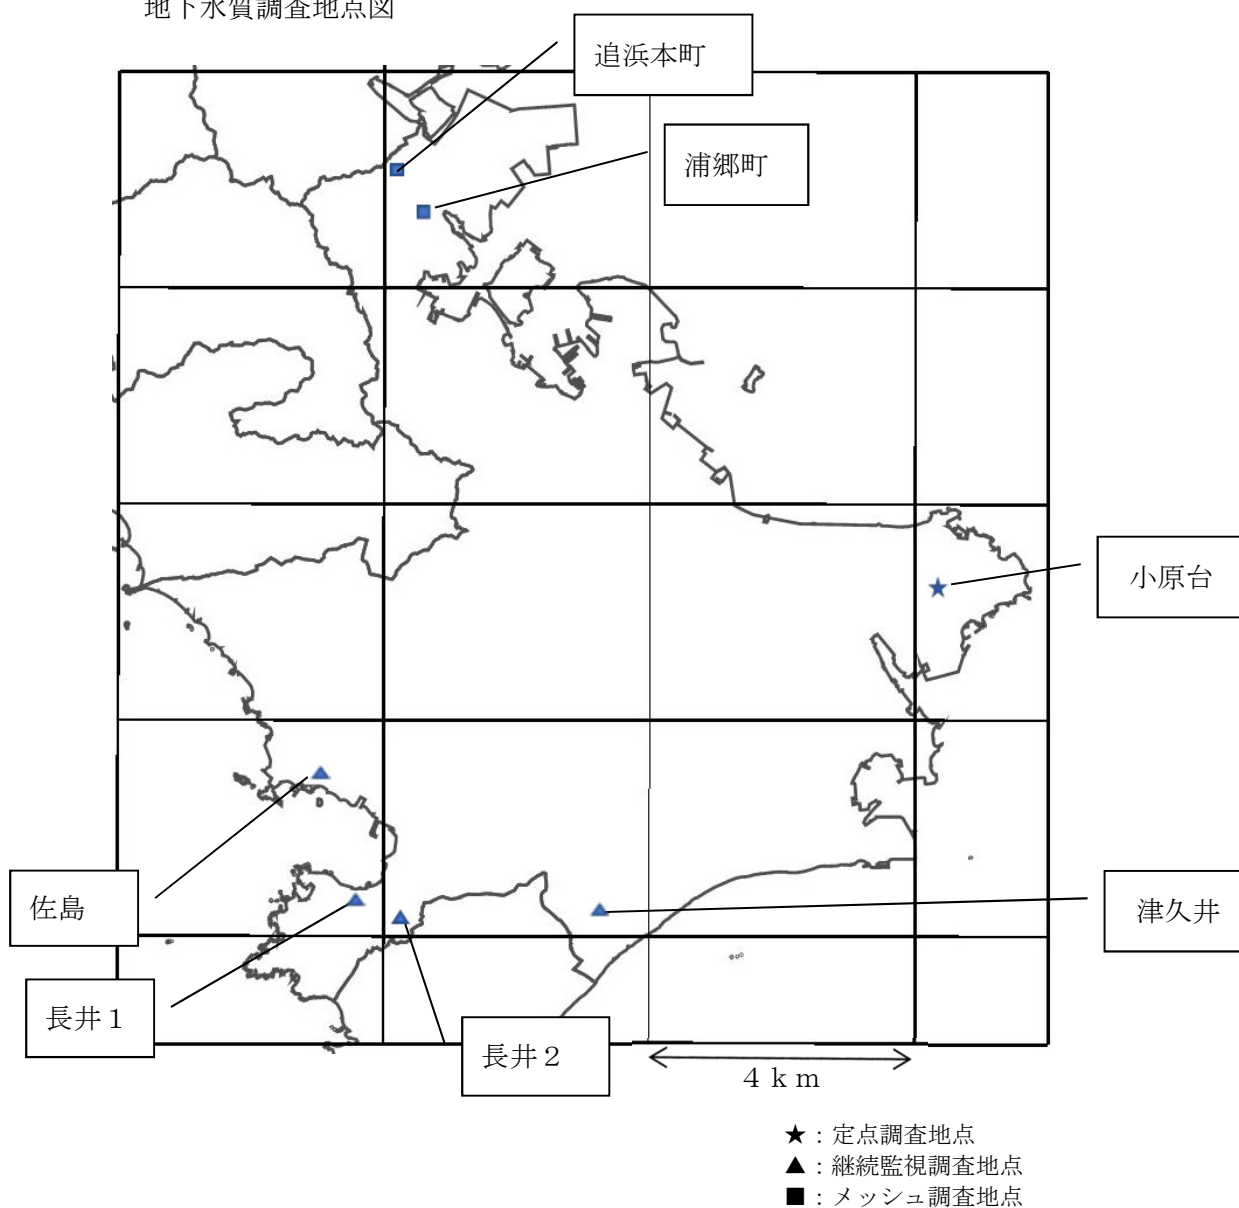 地下水質調査地点図
追浜本町
浦郷町
小原台
佐島
津久井
長井１
長井２
４ｋｍ
★：定点調査地点
▲：継続監視調査地点
■：メッシュ調査地点